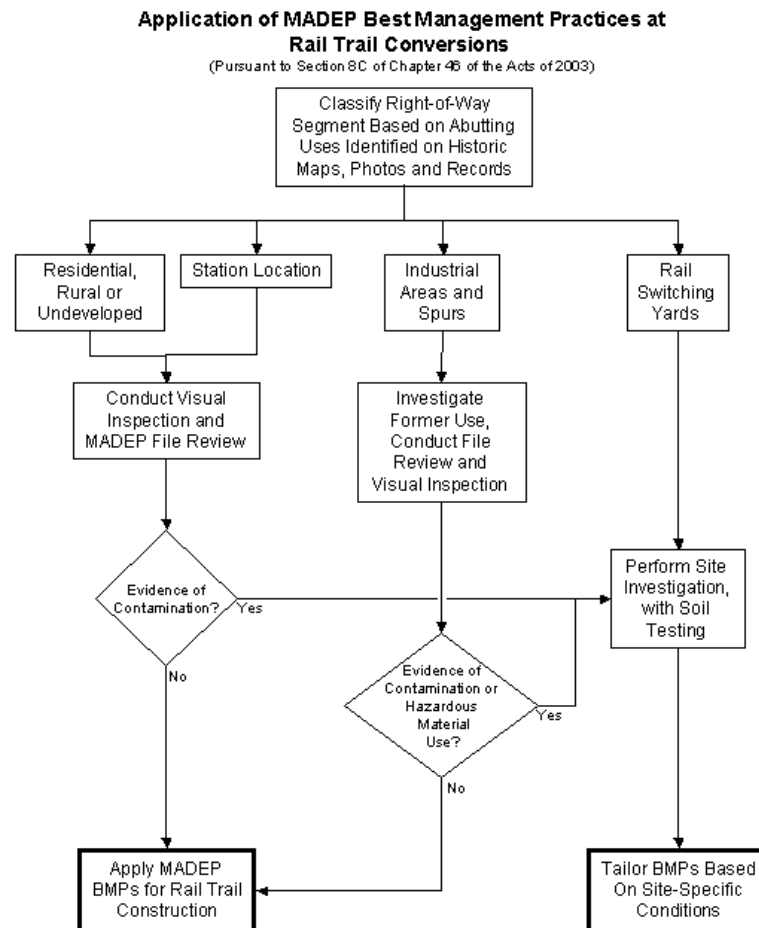 Application of MADEP Best Management Practices at
Rail Trail Conversions
(Pursuant to Section 8C of Chapter 46 of the Acts of 2003)
Classify Right-of-Way
Segment Based on Abutting
Uses Identified on Historic
Maps, Photos and Records
Residential,
Rural or
Undeveloped
Station Location
Industrial
Areas and
Spurs
Rail
Switching
Yards
Conduct Visual
Inspection and
MADEP File Review
Investigate
Former Use,
Conduct File
Review and
Visual Inspection
Evidence of
Contamination?
Yes
No
Perform Site
Investigation,
with Soil
Testing
Evidence of
Contamination or
Hazardous
Material
Use?
Yes
No
Apply MADEP
BMPs for Rail Trail
Construction
Tailor BMPs Based
On Site-Specific
Conditions